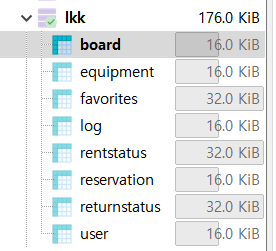 lkk 176.0 KiB
board 16.0 KiB
equipment 16.0 KiB
favorites 32.0 KiB
log 16.0 KiB
rentstatus 32.0 KiB
reservation 16.0 KiB
returnstatus 32.0 KiB
user 16.0 KiB